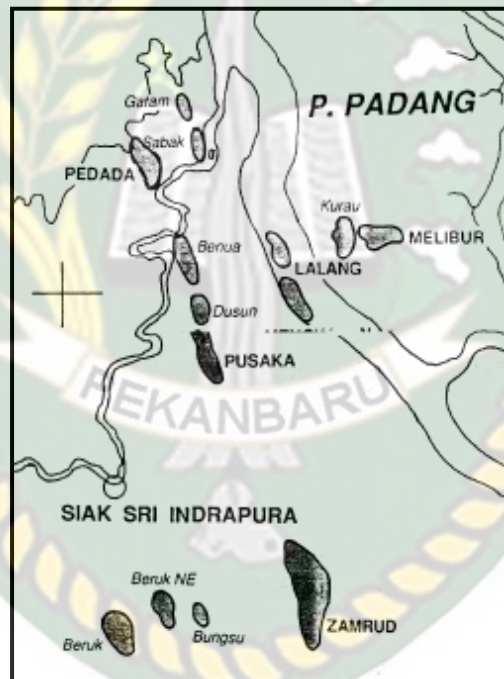 Gatam
P. PADANG
Sabak
PEDADA
Kurau
MELIBUR
Benua
LALANG
Dusun
PUSAKA
PEKANBARU
SIAK SRI INDRAPURA
Beruk NE
Bungsu
ZAMRUD
Beruk